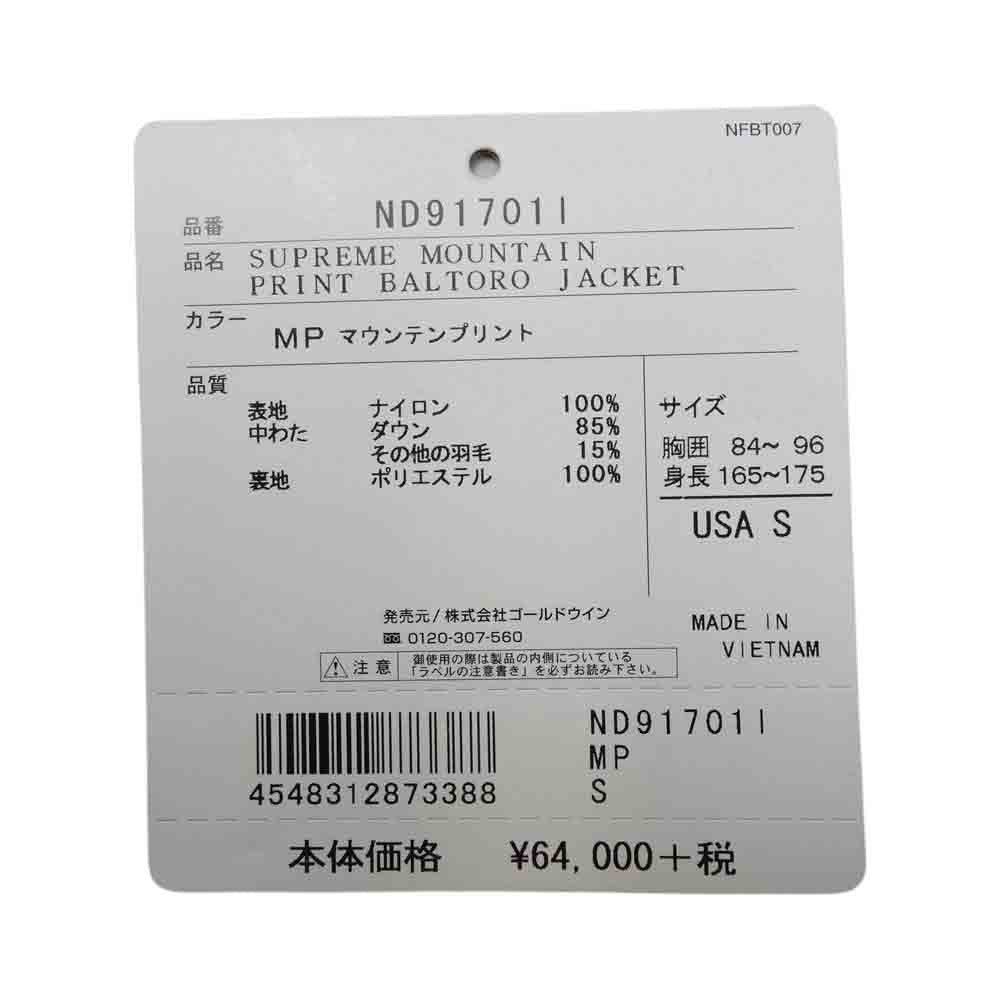 NFBT007
品番 ND91701I
品名 SUPREME MOUNTAIN
PRINT BALTORO JACKET
カラー MP マウンテンプリント
品質
表地 ナイロン 100%
中わた ダウン 85%
その他の羽毛 15%
裏地 ポリエステル 100%
サイズ
胸囲 84～ 96
身長 165～175
USA S
発売元/株式会社ゴールドウイン
0120-307-560
注意 御使用の際は製品の内側についている
「ラベルの注意書き」を必ずお読み下さい。
MADE IN
VIETNAM
4548312873388
ND91701I
MP
S
本体価格 ¥64,000+税